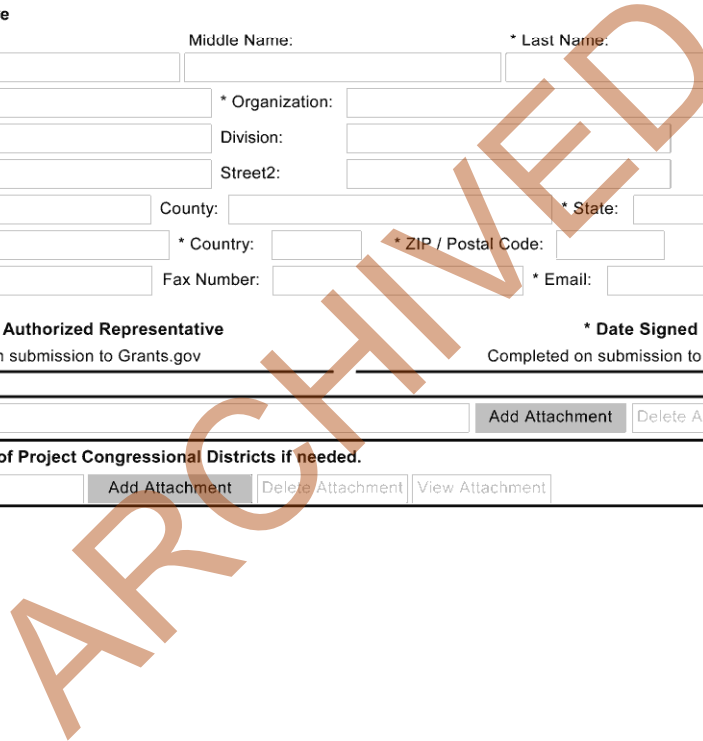 e
Middle Name: * Last Name:
* Organization:
Division:
Street2:
County: * State:
* Country: * ZIP / Postal Code:
Fax Number: * Email:
Authorized Representative * Date Signed
n submission to Grants.gov Completed on submission to
Add Attachment Delete A
of Project Congressional Districts if needed.
Add Attachment Delete Attachment View Attachment
ARCHIVED